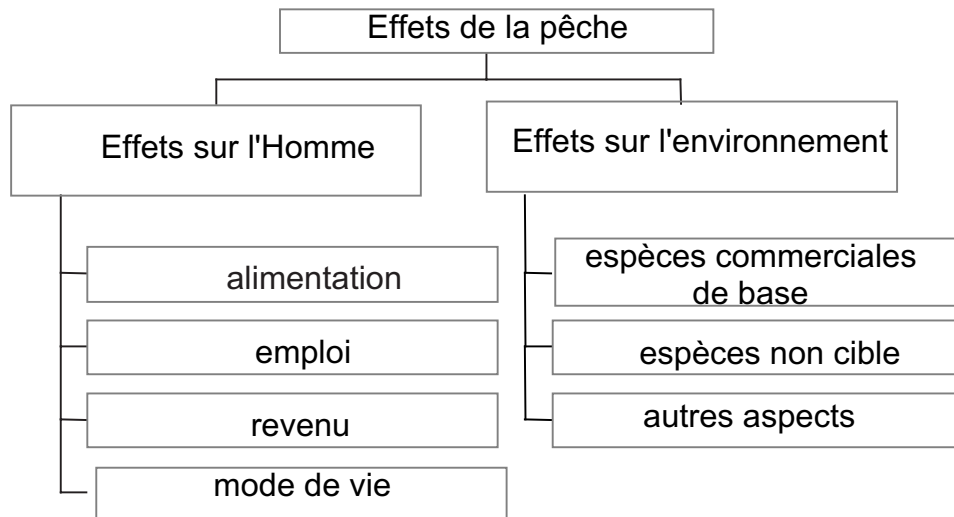 Effets de la pêche
Effets sur l'Homme
Effets sur l'environnement
alimentation
emploi
revenu
mode de vie
espèces commerciales
de base
espèces non cible
autres aspects